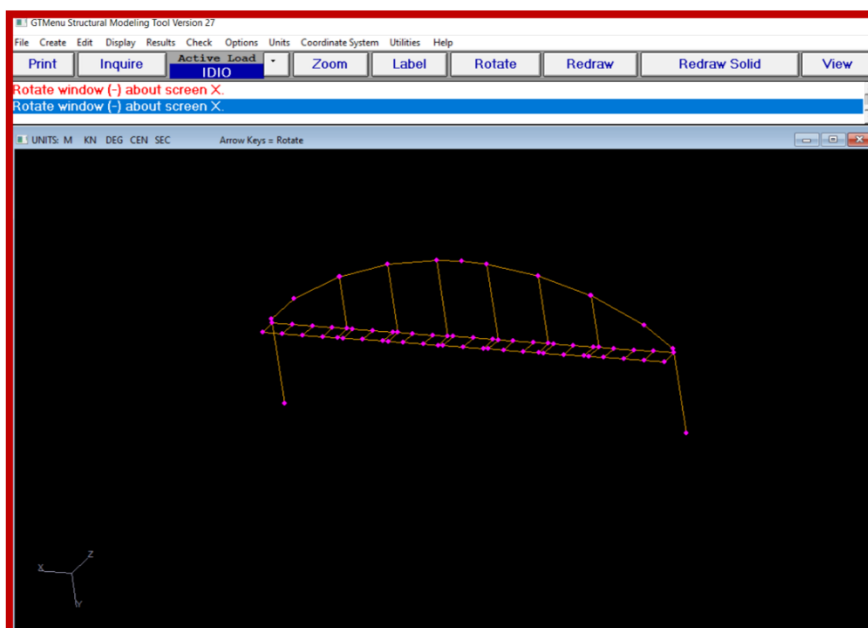 GTMenu Structural Modeling Tool Version 27
File Create Edit Display Results Check Options Units Coordinate System Utilities Help
Print Inquire Active Load IDIO Zoom Label Rotate Redraw Redraw Solid View
Rotate window (-) about screen X.
Rotate window (-) about screen X.
UNITS: M KN DEG CEN SEC Arrow Keys = Rotate
Z
X
Y